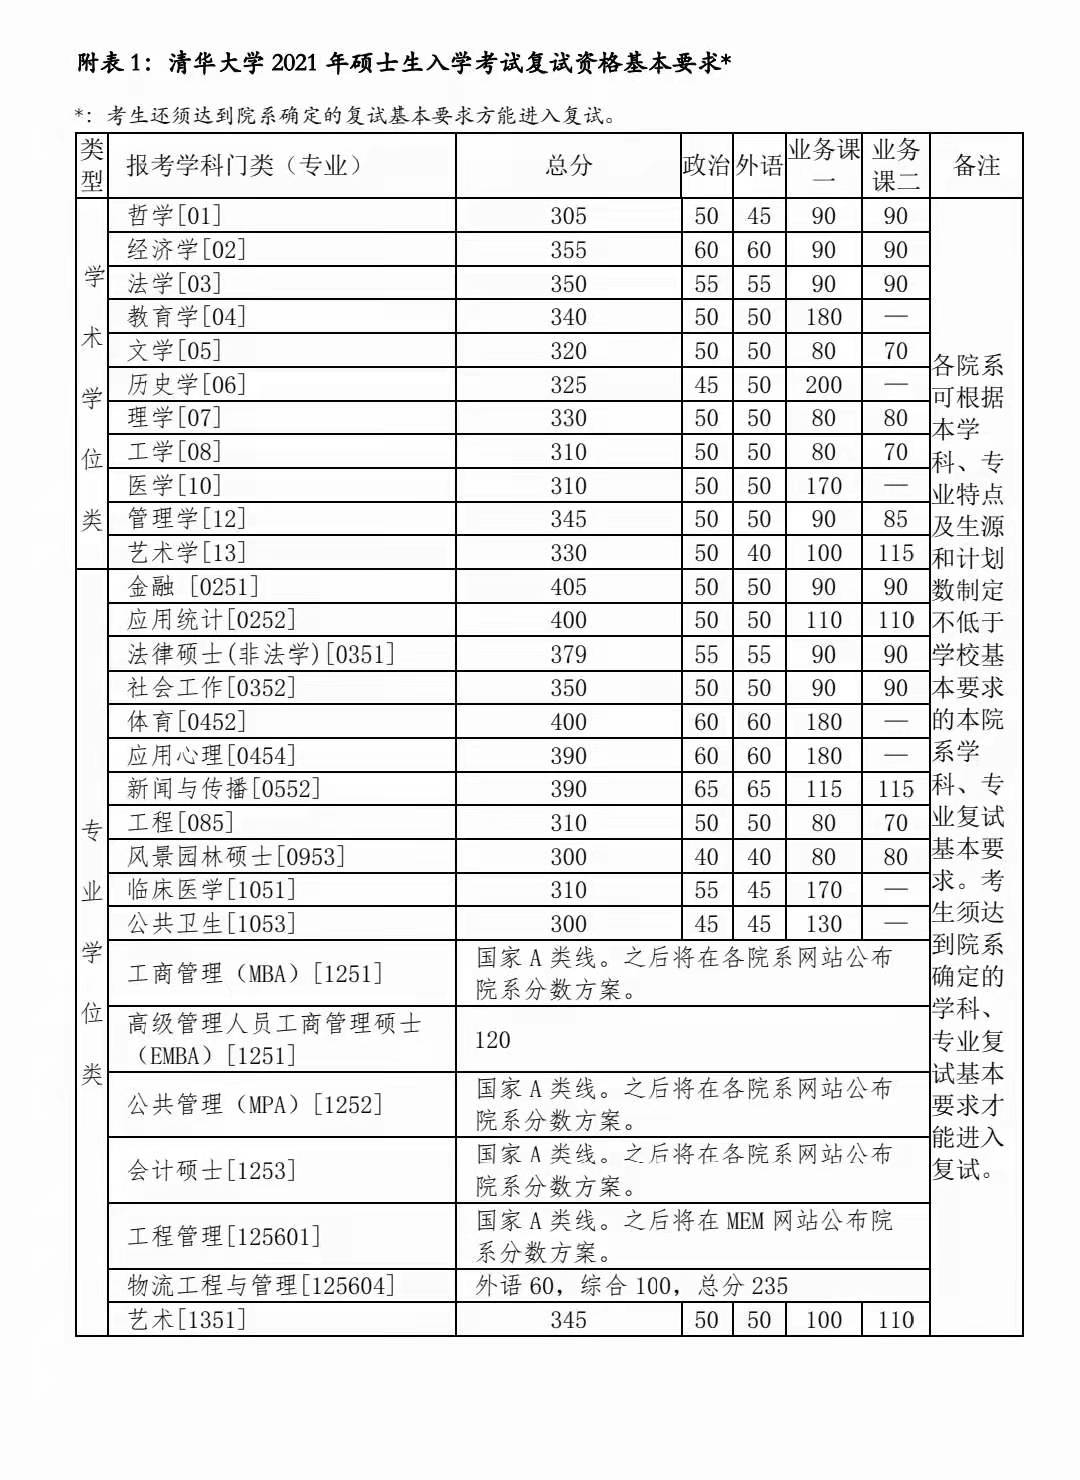 附表 1：清华大学 2021 年硕士生入学考试复试资格基本要求*
*：考生还须达到院系确定的复试基本要求方能进入复试。
类型 报考学科门类（专业） 总分 政治 外语 业务课一 业务课二 备注
学术学位类
哲学[01] 305 50 45 90 90
经济学[02] 355 60 60 90 90
法学[03] 350 55 55 90 90
教育学[04] 340 50 50 180 —
文学[05] 320 50 50 80 70
历史学[06] 325 45 50 200 —
理学[07] 330 50 50 80 80
工学[08] 310 50 50 80 70
医学[10] 310 50 50 170 —
管理学[12] 345 50 50 90 85
艺术学[13] 330 50 40 100 115
专业学位类
金融 [0251] 405 50 50 90 90
应用统计[0252] 400 50 50 110 110
法律硕士(非法学)[0351] 379 55 55 90 90
社会工作[0352] 350 50 50 90 90
体育[0452] 400 60 60 180 —
应用心理[0454] 390 60 60 180 —
新闻与传播[0552] 390 65 65 115 115
工程[085] 310 50 50 80 70
风景园林硕士[0953] 300 40 40 80 80
临床医学[1051] 310 55 45 170 —
公共卫生[1053] 300 45 45 130 —
工商管理（MBA）[1251] 国家 A 类线。之后将在各院系网站公布
院系分数方案。
高级管理人员工商管理硕士
（EMBA）[1251] 120
公共管理（MPA）[1252] 国家 A 类线。之后将在各院系网站公布
院系分数方案。
会计硕士[1253] 国家 A 类线。之后将在各院系网站公布
院系分数方案。
工程管理[125601] 国家 A 类线。之后将在 MEM 网站公布院
系分数方案。
物流工程与管理[125604] 外语 60，综合 100，总分 235
艺术[1351] 345 50 50 100 110
各院系
可根据
本学
科、专
业特点
及生源
和计划
数制定
不低于
学校基
本要求
的本院
系学
科、专
业复试
基本要
求。考
生须达
到院系
确定的
学科、
专业复
试基本
要求才
能进入
复试。